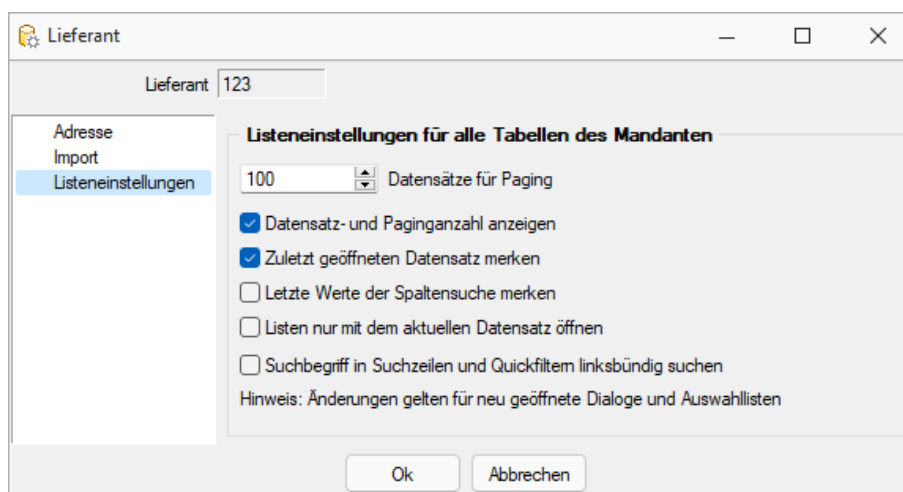 Lieferant
Lieferant 123
Adresse
Import
Listeneinstellungen
Listeneinstellungen für alle Tabellen des Mandanten
100 Datensätze für Paging
Datensatz- und Paginganzahl anzeigen
Zuletzt geöffneten Datensatz merken
Letzte Werte der Spaltensuche merken
Listen nur mit dem aktuellen Datensatz öffnen
Suchbegriff in Suchzeilen und Quickfiltern linksbündig suchen
Hinweis: Änderungen gelten für neu geöffnete Dialoge und Auswahllisten
Ok Abbrechen